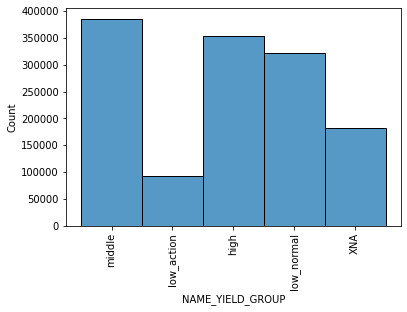 400000
350000
300000
250000
200000
150000
100000
50000
0
Count
middle
low_action
high
low_normal
XNA
NAME_YIELD_GROUP